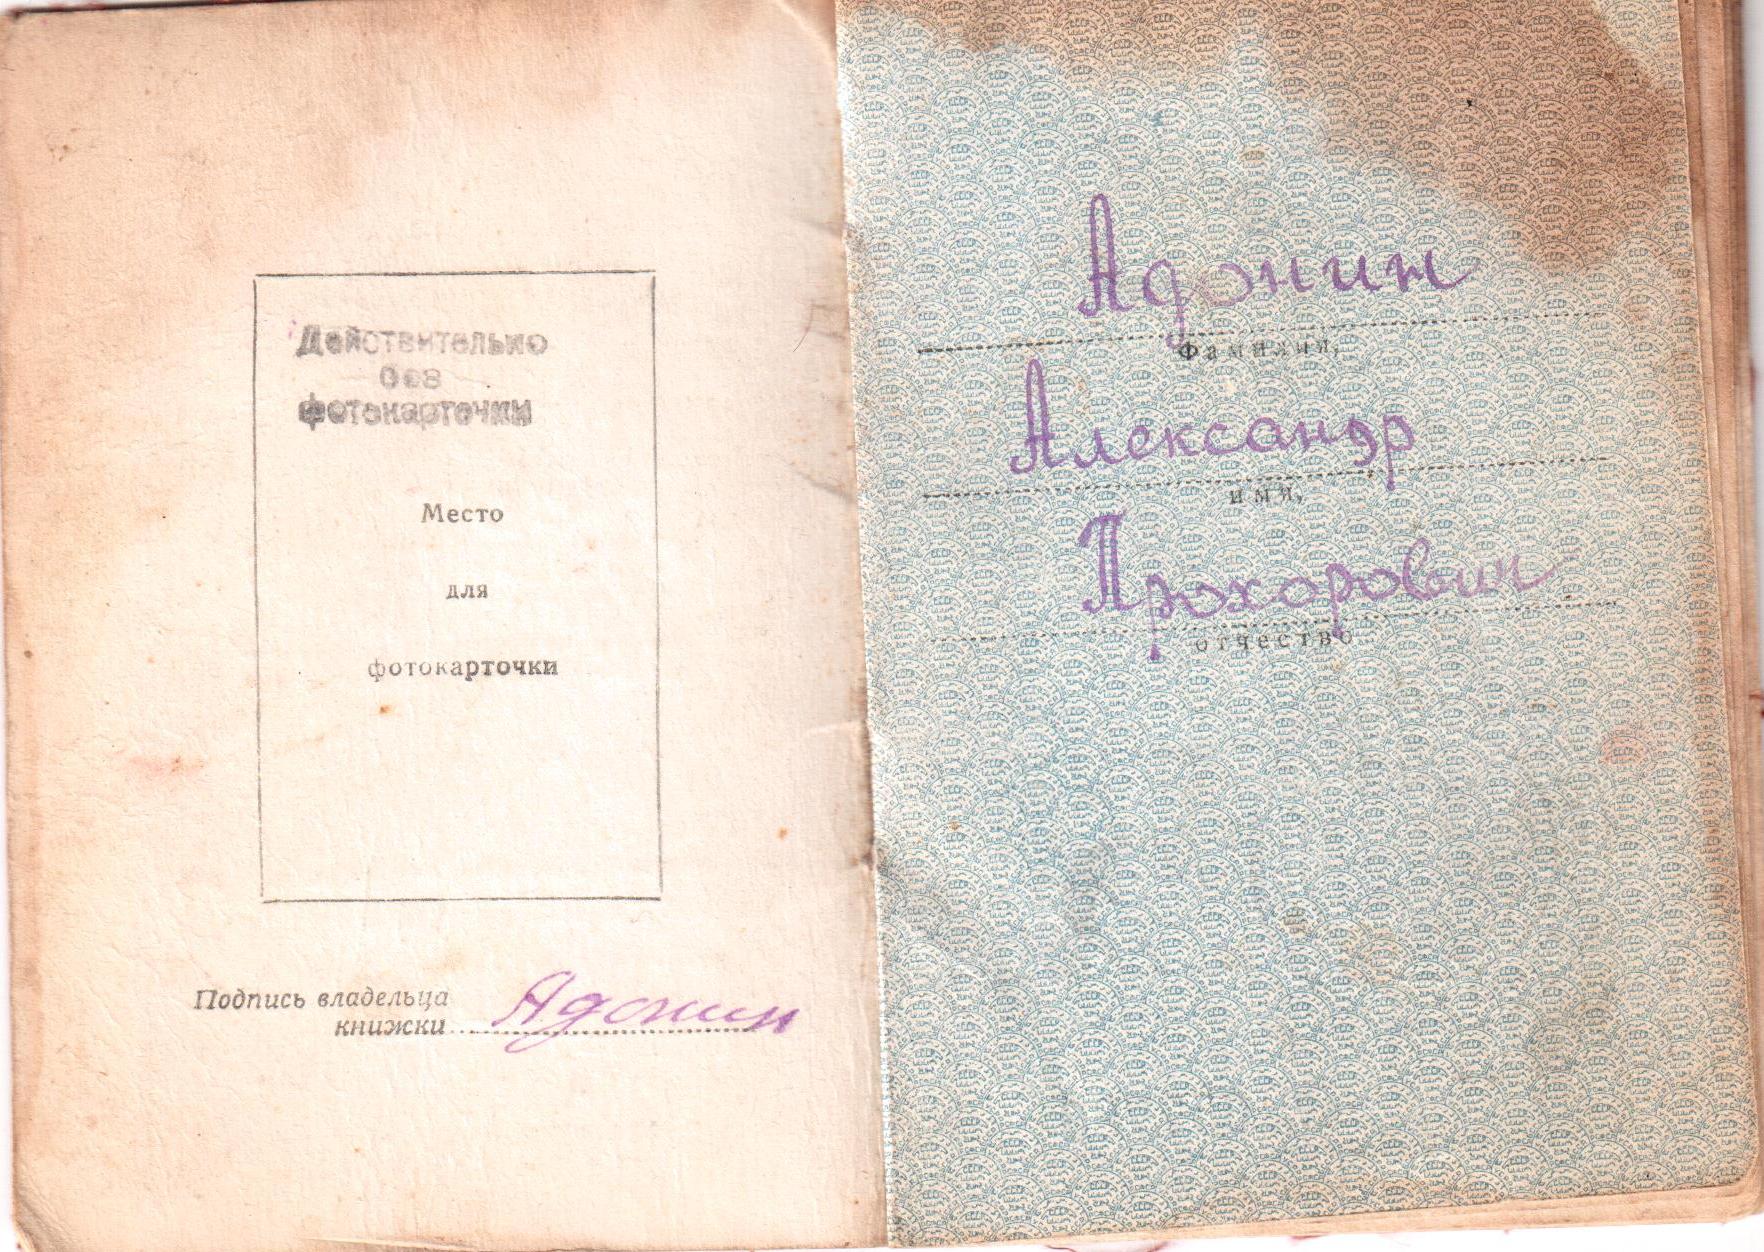 Действительно
без
фотокарточки
Место
для
фотокарточки
Подпись владельца
книжки Адонин
Адонин
Фамилия,
Александр
имя,
Прохорович
отчество